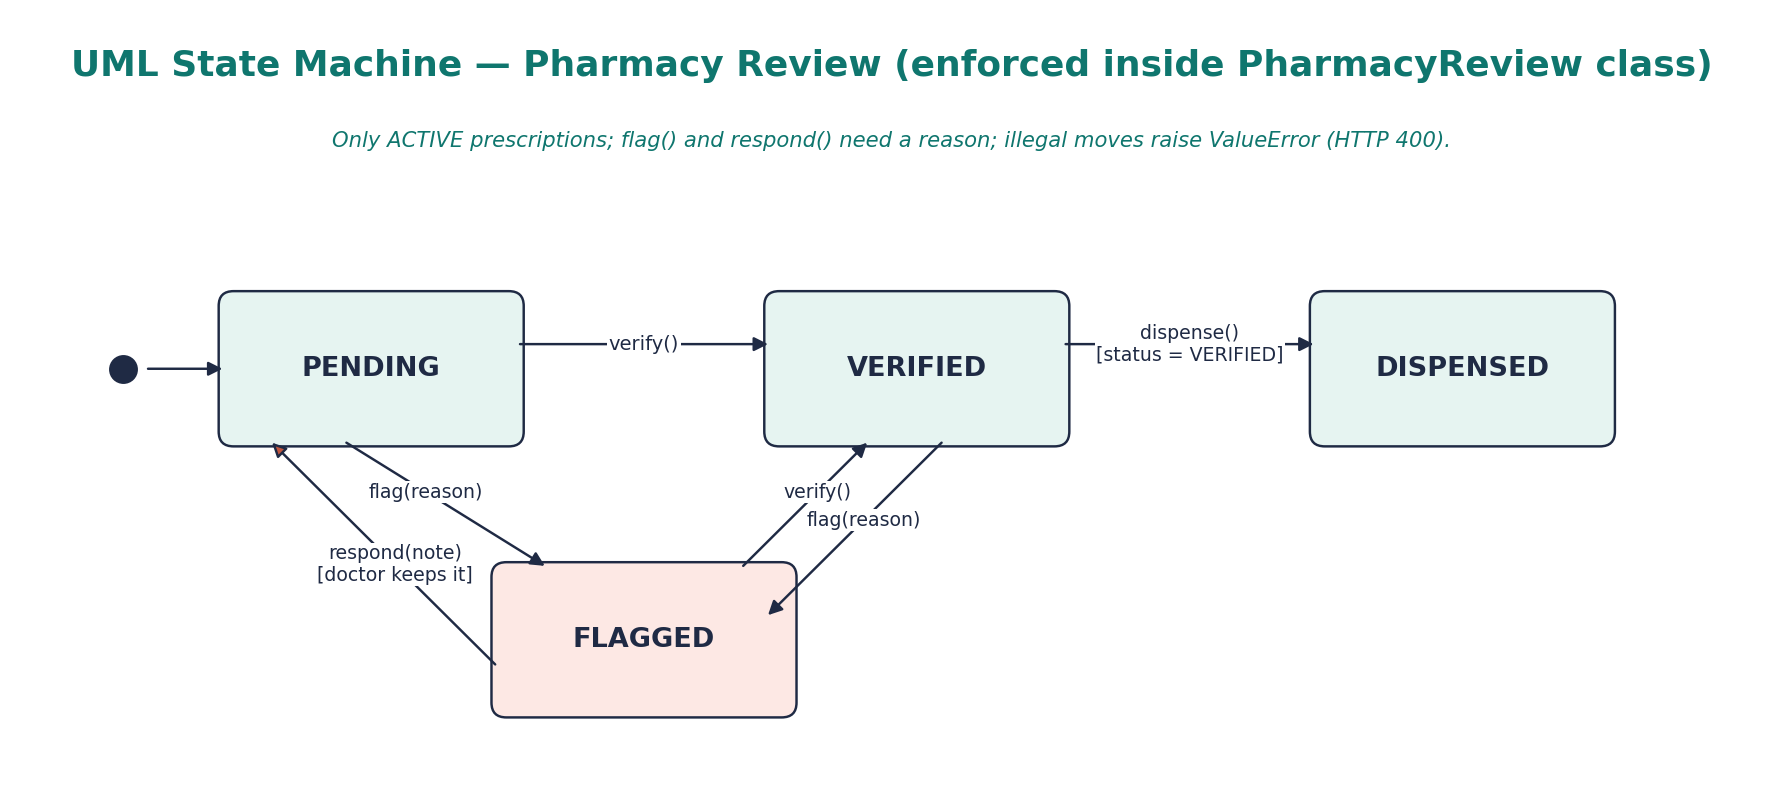 UML State Machine — Pharmacy Review (enforced inside PharmacyReview class)
Only ACTIVE prescriptions; flag() and respond() need a reason; illegal moves raise ValueError (HTTP 400).
PENDING
verify()
VERIFIED
dispense()
[status = VERIFIED]
DISPENSED
flag(reason)
verify()
flag(reason)
respond(note)
[doctor keeps it]
FLAGGED